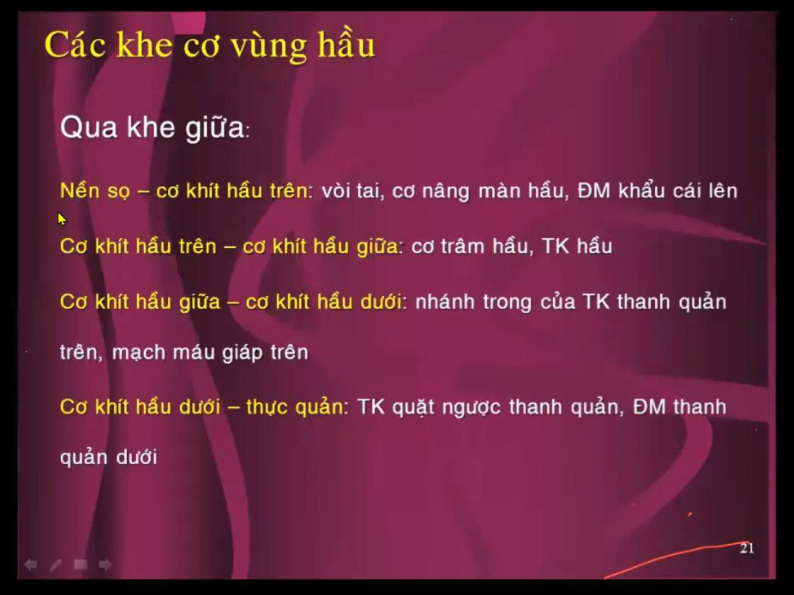 Các khe cơ vùng hầu
Qua khe giữa:
Nền sọ – cơ khít hầu trên: vòi tai, cơ nâng màn hầu, ĐM khẩu cái lên
Cơ khít hầu trên – cơ khít hầu giữa: cơ trâm hầu, TK hầu
Cơ khít hầu giữa – cơ khít hầu dưới: nhánh trong của TK thanh quản
trên, mạch máu giáp trên
Cơ khít hầu dưới – thực quản: TK quặt ngược thanh quản, ĐM thanh
quản dưới
21